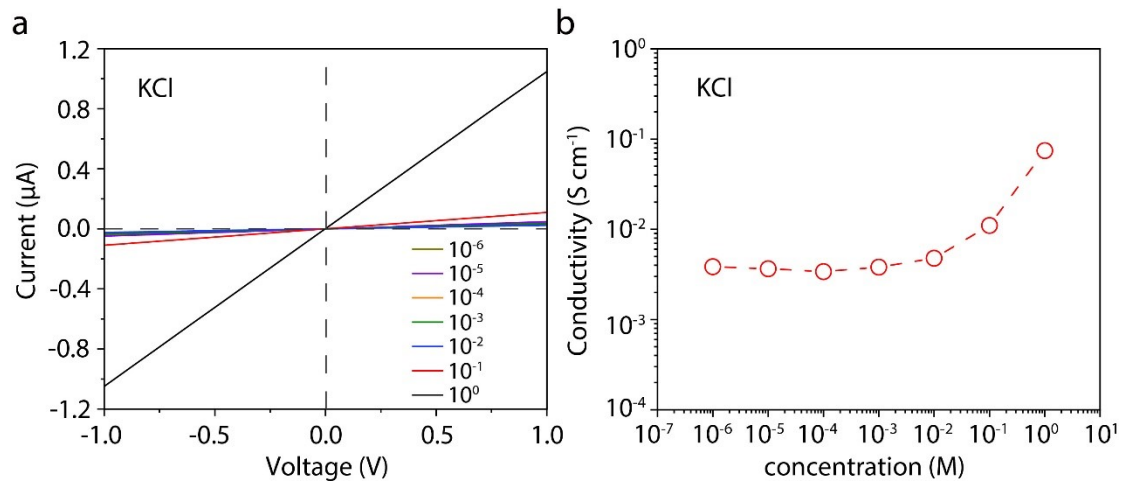 a
KCl
Current (μA)
1.2
0.8
0.4
0.0
-0.4
-0.8
-1.2
10⁻⁶
10⁻⁵
10⁻⁴
10⁻³
10⁻²
10⁻¹
10⁰
-1.0 -0.5 0.0 0.5 1.0
Voltage (V)
b
KCl
Conductivity (S cm⁻¹)
10⁰
10⁻¹
10⁻²
10⁻³
10⁻⁴
10⁻⁷ 10⁻⁶ 10⁻⁵ 10⁻⁴ 10⁻³ 10⁻² 10⁻¹ 10⁰ 10¹
concentration (M)